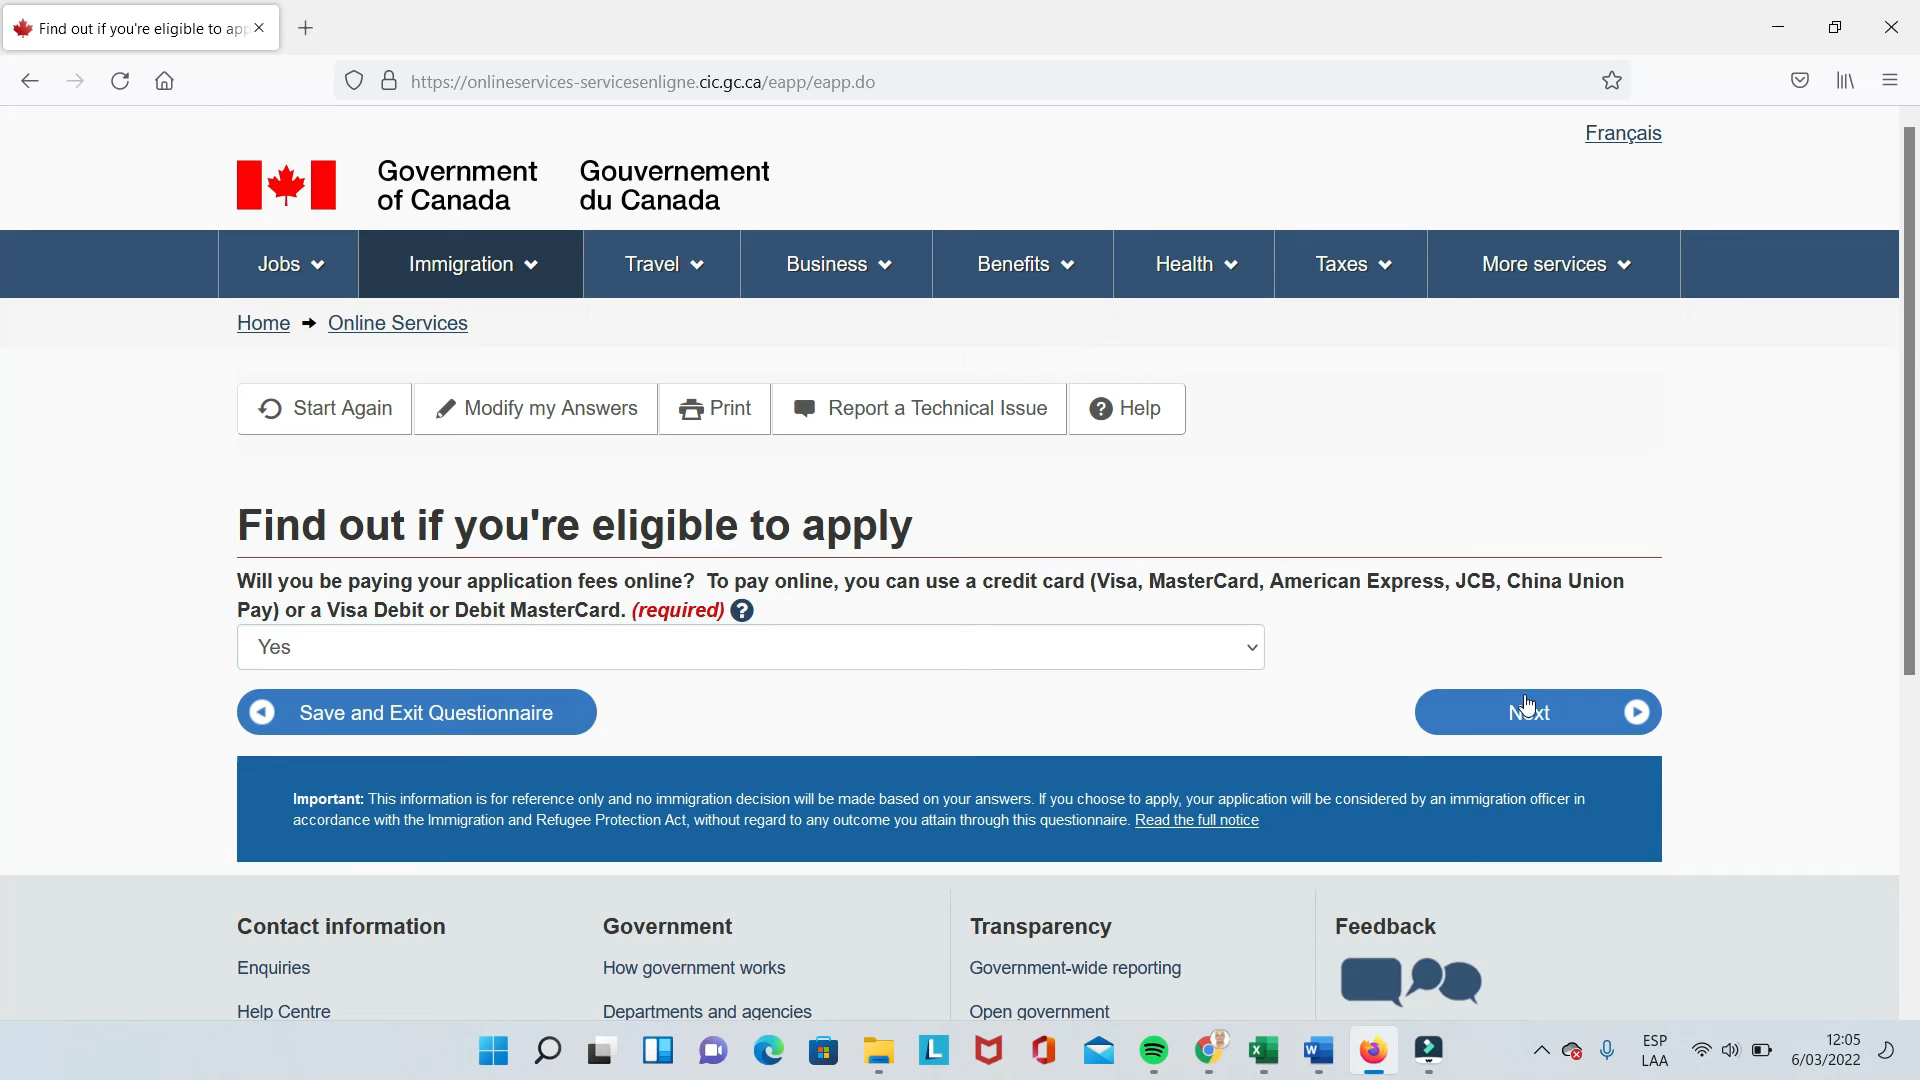 Find out if you're eligible to app
https://onlineservices-servicesenligne.cic.gc.ca/eapp/eapp.do
Français
Government of Canada
Gouvernement du Canada
Jobs
Immigration
Travel
Business
Benefits
Health
Taxes
More services
Home
Online Services
Start Again
Modify my Answers
Print
Report a Technical Issue
Help
Find out if you're eligible to apply
Will you be paying your application fees online? To pay online, you can use a credit card (Visa, MasterCard, American Express, JCB, China Union
Pay) or a Visa Debit or Debit MasterCard. (required)
Yes
Save and Exit Questionnaire
Next
Important: This information is for reference only and no immigration decision will be made based on your answers. If you choose to apply, your application will be considered by an immigration officer in
accordance with the Immigration and Refugee Protection Act, without regard to any outcome you attain through this questionnaire. Read the full notice
Contact information
Government
Transparency
Feedback
Enquiries
How government works
Government-wide reporting
Help Centre
Departments and agencies
Open government
ESP
LAA
12:05
6/03/2022